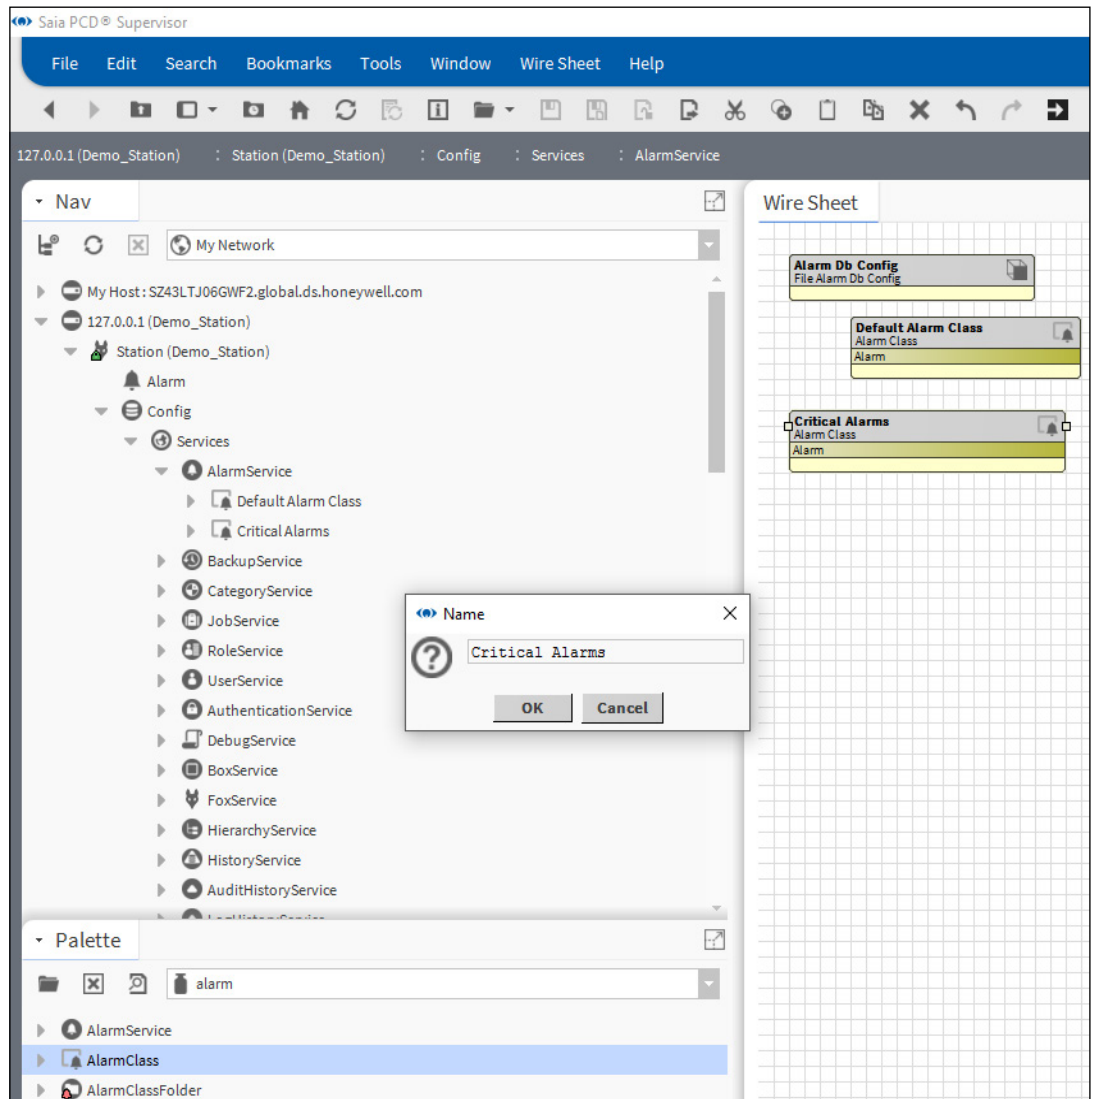 Saia PCD® Supervisor
File Edit Search Bookmarks Tools Window Wire Sheet Help
127.0.0.1 (Demo_Station) : Station (Demo_Station) : Config : Services : AlarmService
Nav
My Network
My Host : SZ43LTJ06GWF2.global.ds.honeywell.com
127.0.0.1 (Demo_Station)
Station (Demo_Station)
Alarm
Config
Services
AlarmService
Default Alarm Class
Critical Alarms
BackupService
CategoryService
JobService
RoleService
UserService
AuthenticationService
DebugService
BoxService
FoxService
HierarchyService
HistoryService
AuditHistoryService
Palette
alarm
AlarmService
AlarmClass
AlarmClassFolder
Name
Critical Alarms
OK Cancel
Wire Sheet
Alarm Db Config
File Alarm Db Config
Default Alarm Class
Alarm Class
Alarm
Critical Alarms
Alarm Class
Alarm